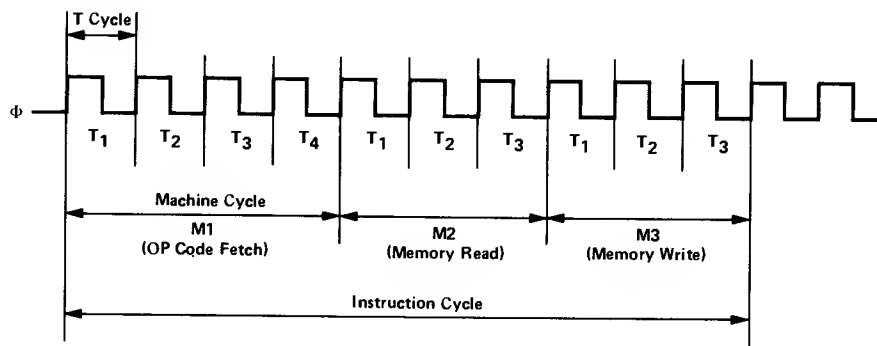 T Cycle
Φ
T1 T2 T3 T4 T1 T2 T3 T1 T2 T3
Machine Cycle
M1
(OP Code Fetch)
M2
(Memory Read)
M3
(Memory Write)
Instruction Cycle